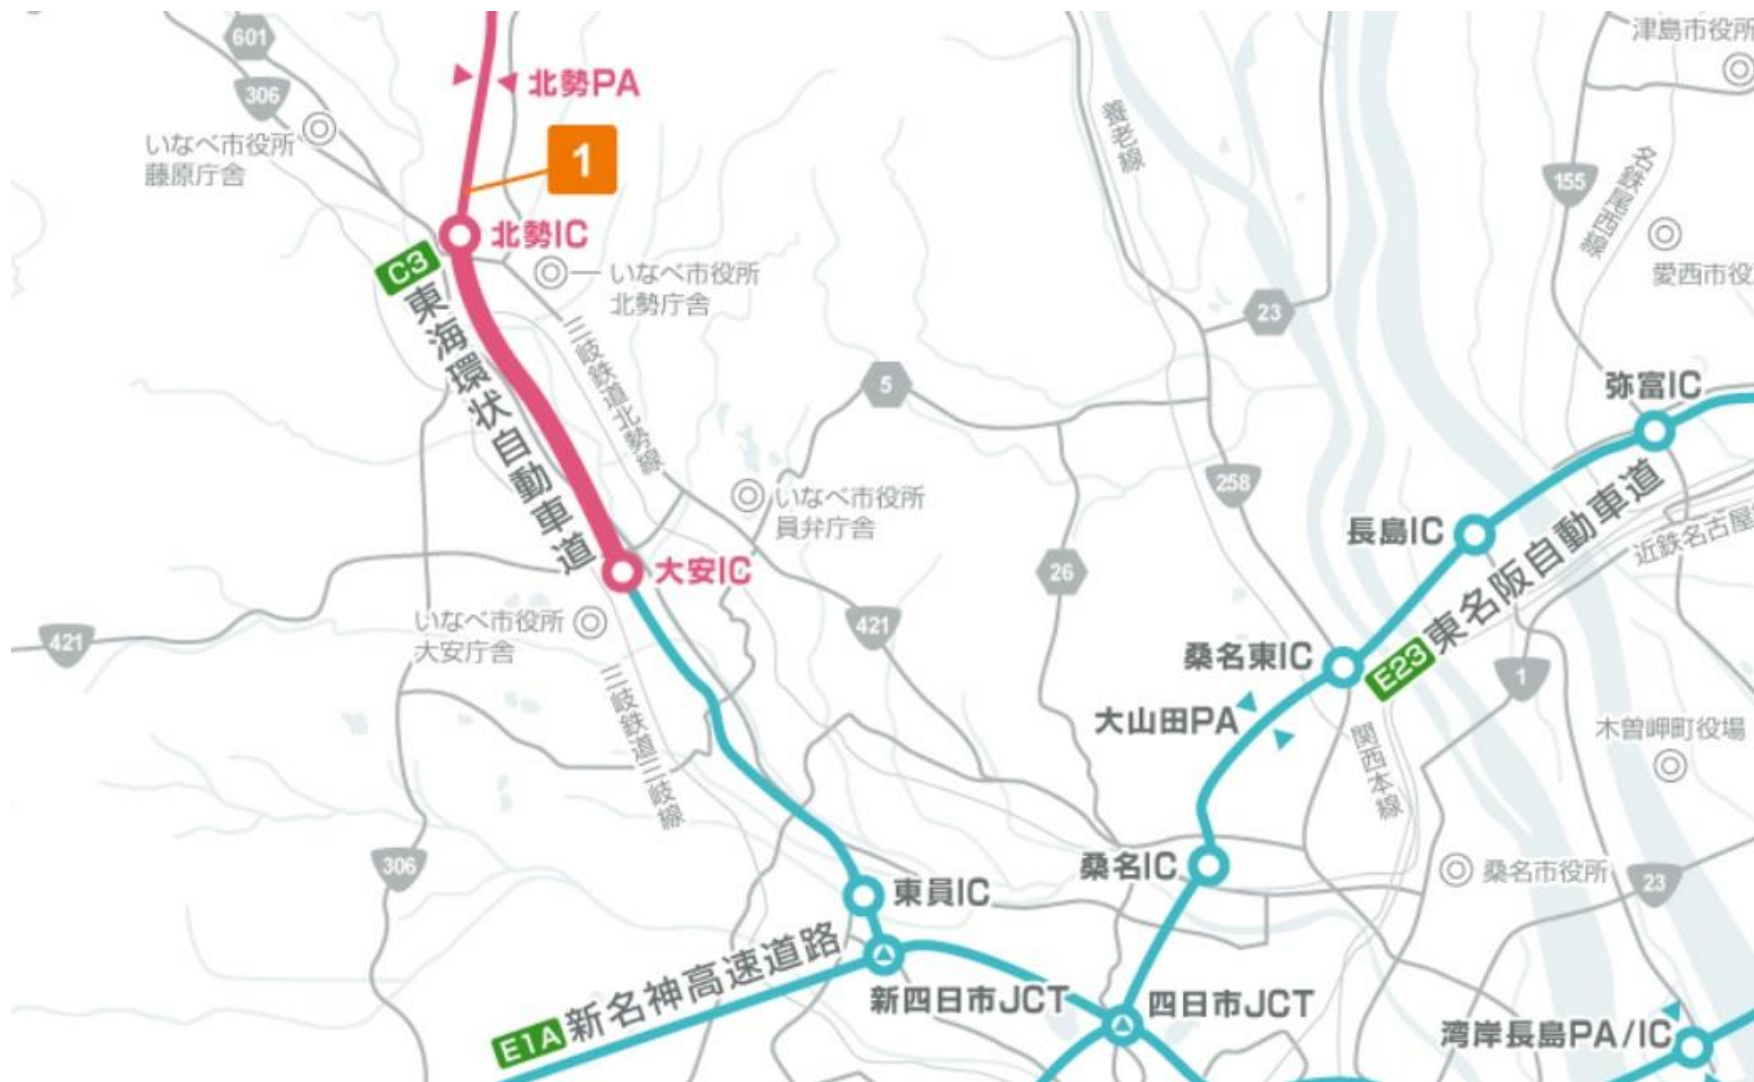 601
津島市役所
北勢PA
306
1
いなべ市役所
藤原庁舎
養老線
155
名鉄尾西線
北勢IC
C3
いなべ市役所
北勢庁舎
愛西市役
東海環状自動車道
23
三岐鉄道北勢線
5
弥富IC
258
いなべ市役所
員弁庁舎
長島IC
東名阪自動車道
近鉄名古屋
大安IC
26
いなべ市役所
大安庁舎
421
421
桑名東IC
E23
1
大山田PA
三岐鉄道三岐線
関西本線
木曽岬町役場
306
桑名IC
桑名市役所
23
東員IC
新名神高速道路
E1A
新四日市JCT
四日市JCT
湾岸長島PA/IC